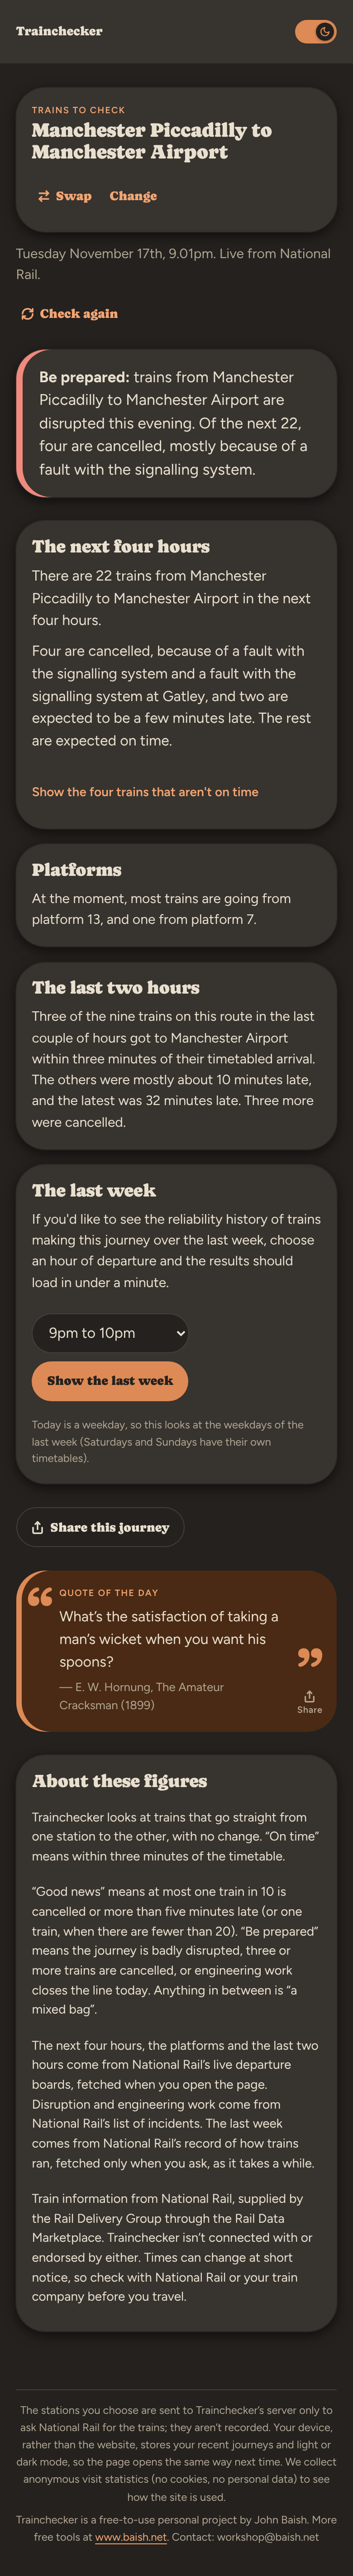 Trainchecker
TRAINS TO CHECK
Manchester Piccadilly to
Manchester Airport
Swap Change
Tuesday November 17th, 9.01pm. Live from National
Rail.
Check again
Be prepared: trains from Manchester
Piccadilly to Manchester Airport are
disrupted this evening. Of the next 22,
four are cancelled, mostly because of a
fault with the signalling system.
The next four hours
There are 22 trains from Manchester
Piccadilly to Manchester Airport in the next
four hours.
Four are cancelled, because of a fault with
the signalling system and a fault with the
signalling system at Gatley, and two are
expected to be a few minutes late. The rest
are expected on time.
Show the four trains that aren't on time
Platforms
At the moment, most trains are going from
platform 13, and one from platform 7.
The last two hours
Three of the nine trains on this route in the last
couple of hours got to Manchester Airport
within three minutes of their timetabled arrival.
The others were mostly about 10 minutes late,
and the latest was 32 minutes late. Three more
were cancelled.
The last week
If you'd like to see the reliability history of trains
making this journey over the last week, choose
an hour of departure and the results should
load in under a minute.
9pm to 10pm
Show the last week
Today is a weekday, so this looks at the weekdays of the
last week (Saturdays and Sundays have their own
timetables).
Share this journey
“
QUOTE OF THE DAY
What’s the satisfaction of taking a
man’s wicket when you want his
spoons?
”
— E. W. Hornung, The Amateur
Cracksman (1899)
Share
About these figures
Trainchecker looks at trains that go straight from
one station to the other, with no change. “On time”
means within three minutes of the timetable.
“Good news” means at most one train in 10 is
cancelled or more than five minutes late (or one
train, when there are fewer than 20). “Be prepared”
means the journey is badly disrupted, three or
more trains are cancelled, or engineering work
closes the line today. Anything in between is “a
mixed bag”.
The next four hours, the platforms and the last two
hours come from National Rail’s live departure
boards, fetched when you open the page.
Disruption and engineering work come from
National Rail’s list of incidents. The last week
comes from National Rail’s record of how trains
ran, fetched only when you ask, as it takes a while.
Train information from National Rail, supplied by
the Rail Delivery Group through the Rail Data
Marketplace. Trainchecker isn’t connected with or
endorsed by either. Times can change at short
notice, so check with National Rail or your train
company before you travel.
The stations you choose are sent to Trainchecker’s server only to
ask National Rail for the trains; they aren’t recorded. Your device,
rather than the website, stores your recent journeys and light or
dark mode, so the page opens the same way next time. We collect
anonymous visit statistics (no cookies, no personal data) to see
how the site is used.
Trainchecker is a free-to-use personal project by John Baish. More
free tools at www.baish.net. Contact: workshop@baish.net